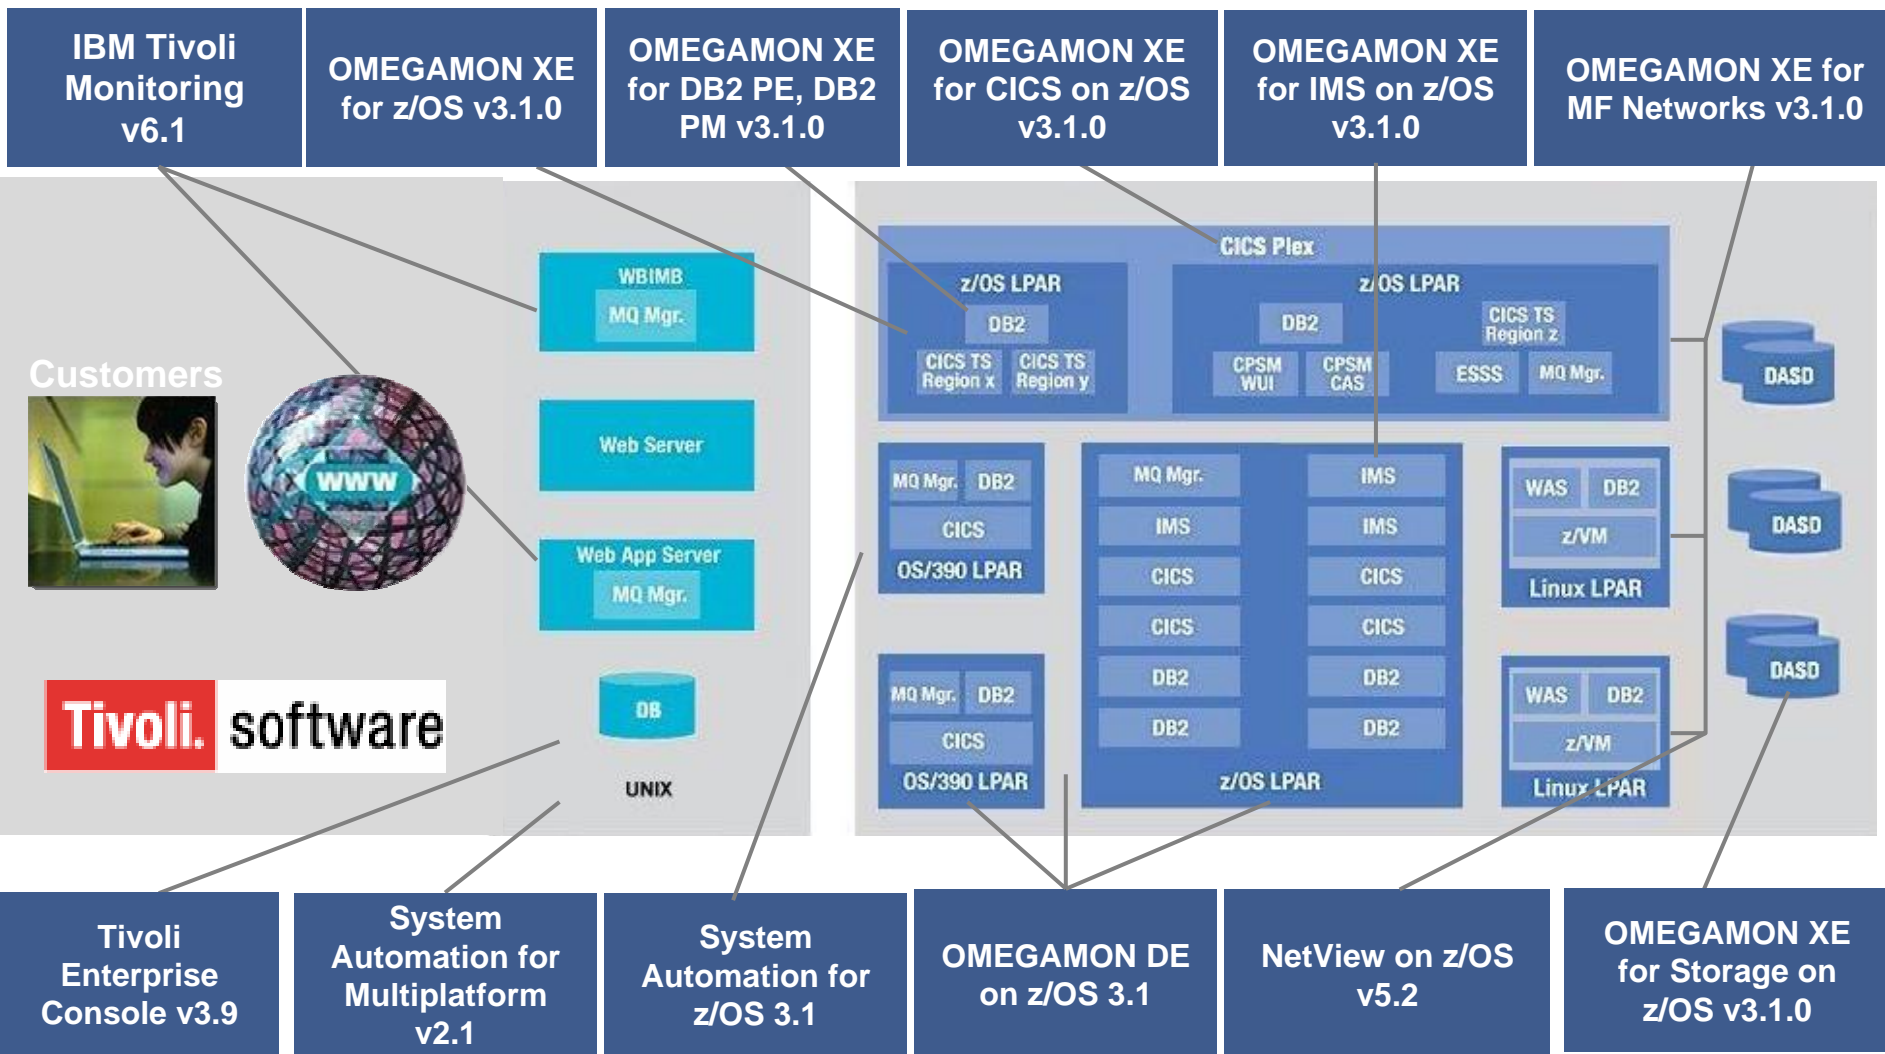 IBM Tivoli
Monitoring
v6.1
OMEGAMON XE
for z/OS v3.1.0
OMEGAMON XE
for DB2 PE, DB2
PM v3.1.0
OMEGAMON XE
for CICS on z/OS
v3.1.0
OMEGAMON XE
for IMS on z/OS
v3.1.0
OMEGAMON XE for
MF Networks v3.1.0
Customers
WWW
Tivoli. software
WBIMB
MQ Mgr.
Web Server
Web App Server
MQ Mgr.
DB
UNIX
CICS Plex
z/OS LPAR
DB2
CICS TS
Region x
CICS TS
Region y
z/OS LPAR
DB2
CICS TS
Region z
CPSM
WUI
CPSM
CAS
ESSS
MQ Mgr.
MQ Mgr.
DB2
CICS
OS/390 LPAR
MQ Mgr.
DB2
CICS
OS/390 LPAR
MQ Mgr.
IMS
IMS
IMS
CICS
CICS
CICS
CICS
DB2
DB2
DB2
DB2
z/OS LPAR
WAS
DB2
z/VM
Linux LPAR
WAS
DB2
z/VM
Linux LPAR
DASD
DASD
DASD
Tivoli
Enterprise
Console v3.9
System
Automation for
Multiplatform
v2.1
System
Automation for
z/OS 3.1
OMEGAMON DE
on z/OS 3.1
NetView on z/OS
v5.2
OMEGAMON XE
for Storage on
z/OS v3.1.0